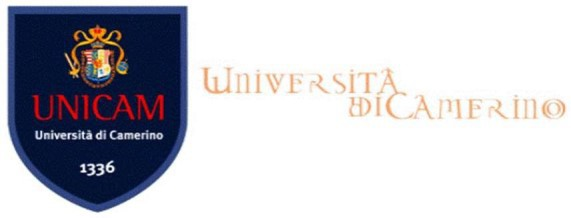 UNICAM
Università di Camerino
1336
UNIVERSITÀ
DI CAMERINO